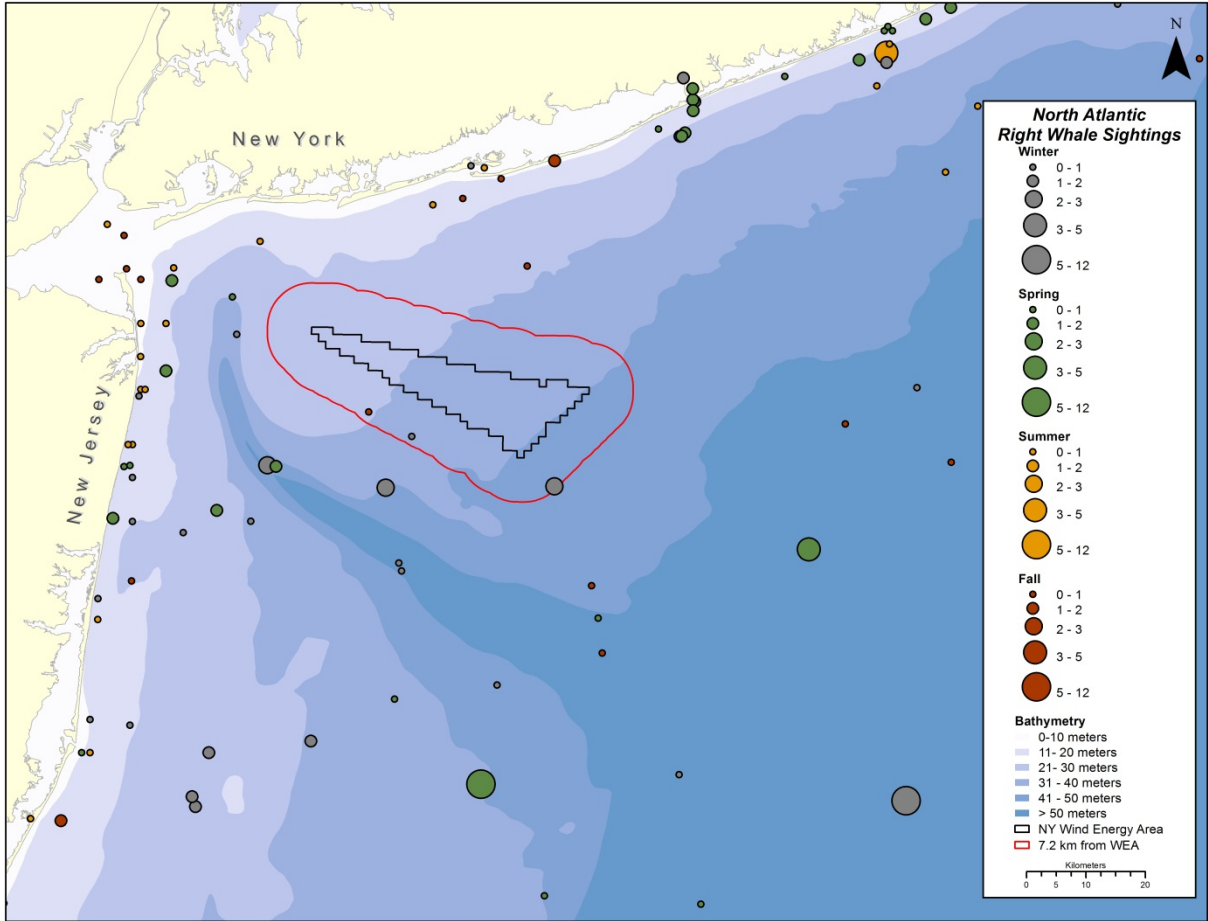 N
New York
New Jersey
North Atlantic
Right Whale Sightings
Winter
0 - 1
1 - 2
2 - 3
3 - 5
5 - 12
Spring
0 - 1
1 - 2
2 - 3
3 - 5
5 - 12
Summer
0 - 1
1 - 2
2 - 3
3 - 5
5 - 12
Fall
0 - 1
1 - 2
2 - 3
3 - 5
5 - 12
Bathymetry
0-10 meters
11- 20 meters
21- 30 meters
31 - 40 meters
41 - 50 meters
> 50 meters
NY Wind Energy Area
7.2 km from WEA
Kilometers
0 5 10 20